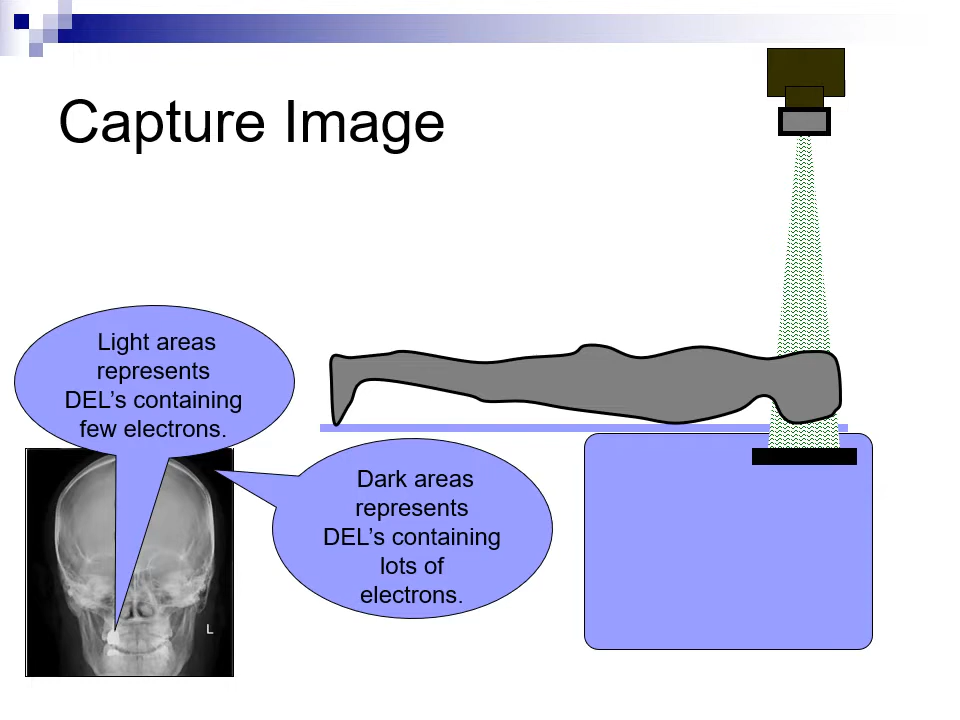 Capture Image
Light areas
represents
DEL's containing
few electrons.
Dark areas
represents
DEL's containing
lots of
electrons.
L